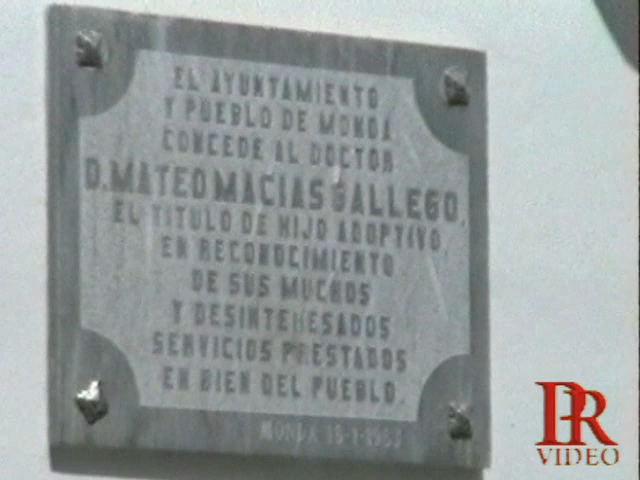 EL AYUNTAMIENTO
Y PUEBLO DE MONDA
CONCEDE AL DOCTOR
D. MATEO MACIAS GALLEGO,
EL TITULO DE HIJO ADOPTIVO,
EN RECONOCIMIENTO
DE SUS MUCHOS
Y DESINTERESADOS
SERVICIOS PRESTADOS
EN BIEN DEL PUEBLO.
MONDA
PR
VIDEO